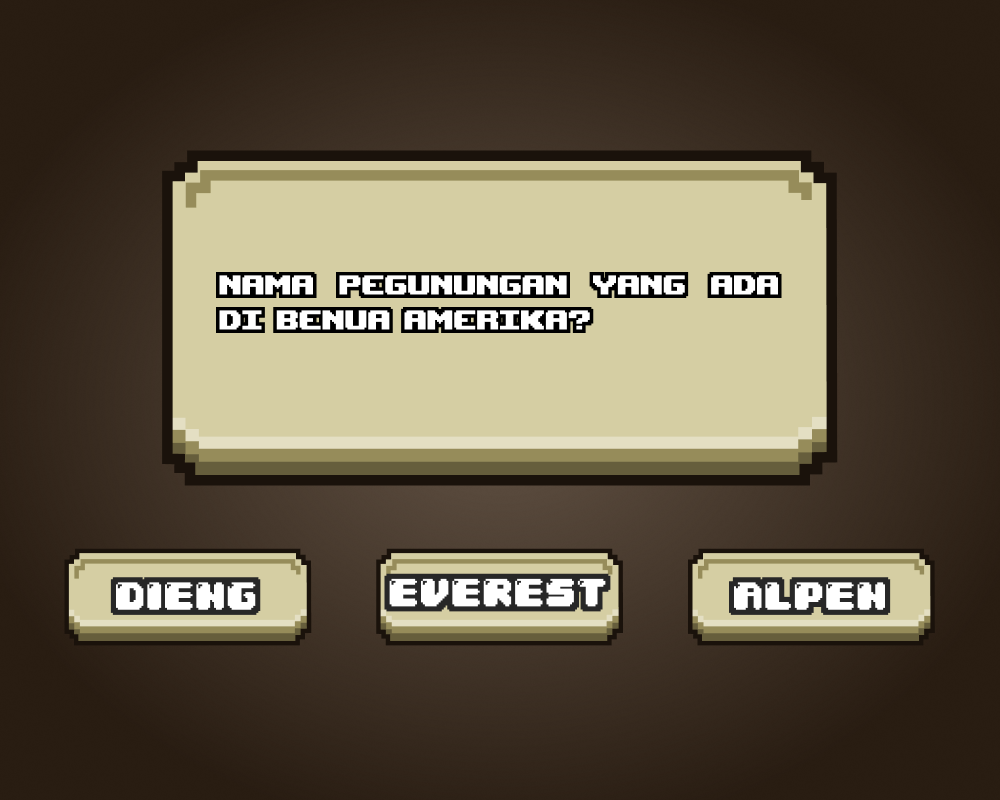 NAMA PEGUNUNGAN YANG ADA
DI BENUA AMERIKA?
DIENG
EVEREST
ALPEN